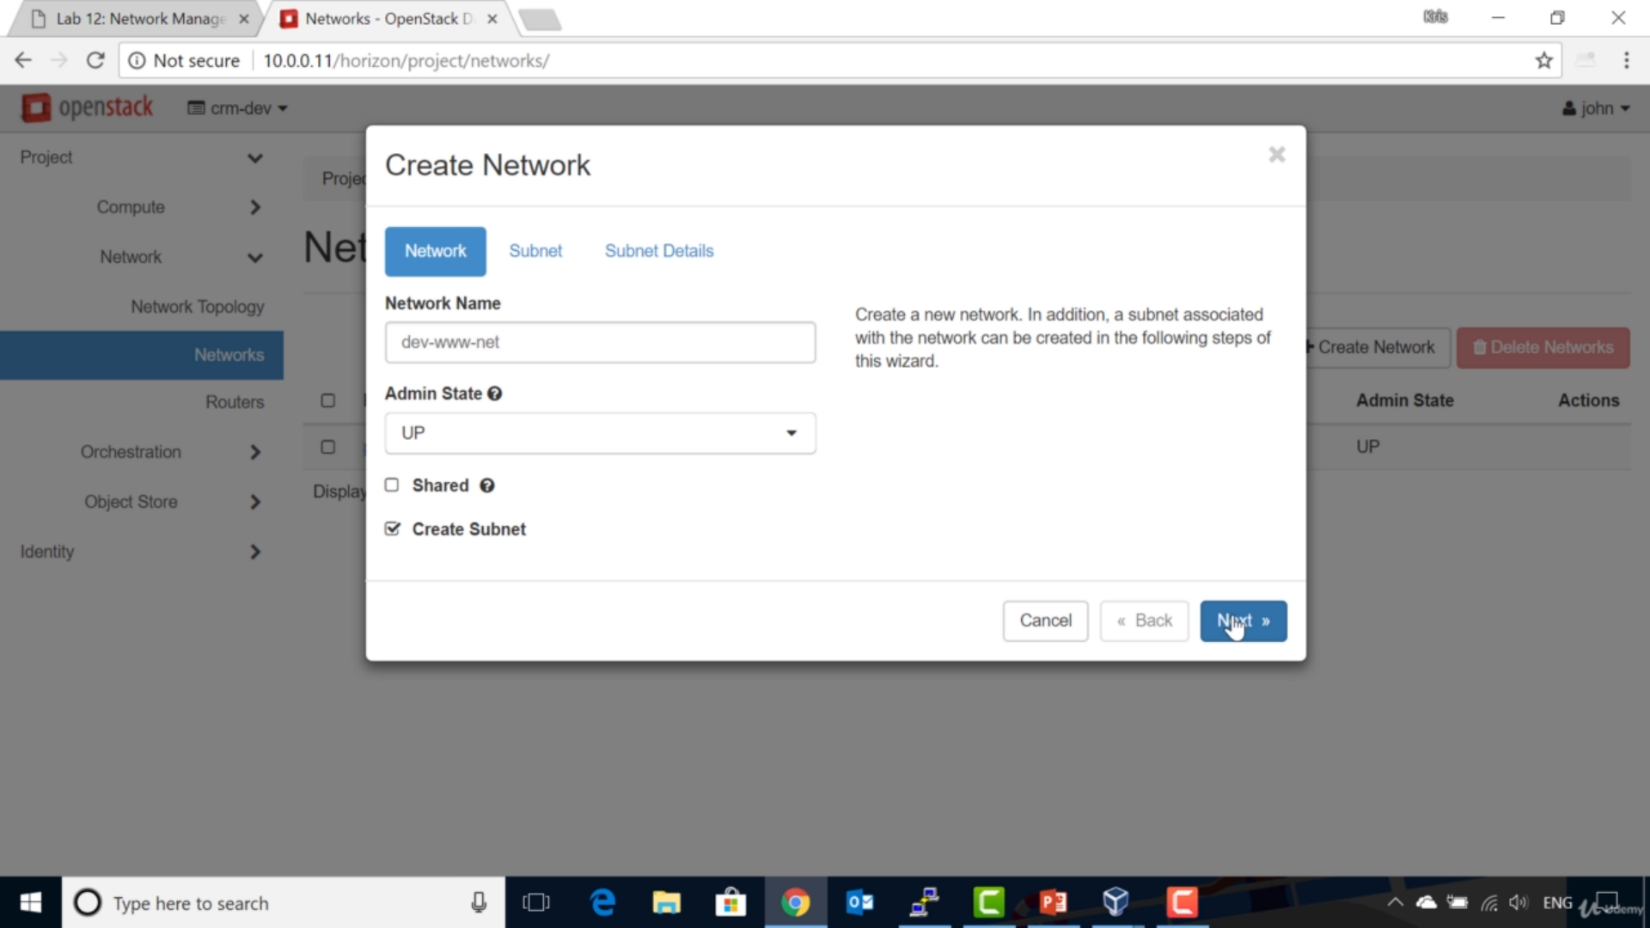 Lab 12: Network Manage
Networks - OpenStack D
Kris
Not secure
10.0.0.11/horizon/project/networks/
openstack
crm-dev
john
Project
Compute
Network
Network Topology
Networks
Routers
Orchestration
Object Store
Identity
Projec
Net
Create Network
Delete Networks
Admin State
Actions
UP
Display
Create Network
Network
Subnet
Subnet Details
Network Name
dev-www-net
Create a new network. In addition, a subnet associated
with the network can be created in the following steps of
this wizard.
Admin State
UP
Shared
Create Subnet
Cancel
« Back
Next »
Type here to search
ENG
Udemy